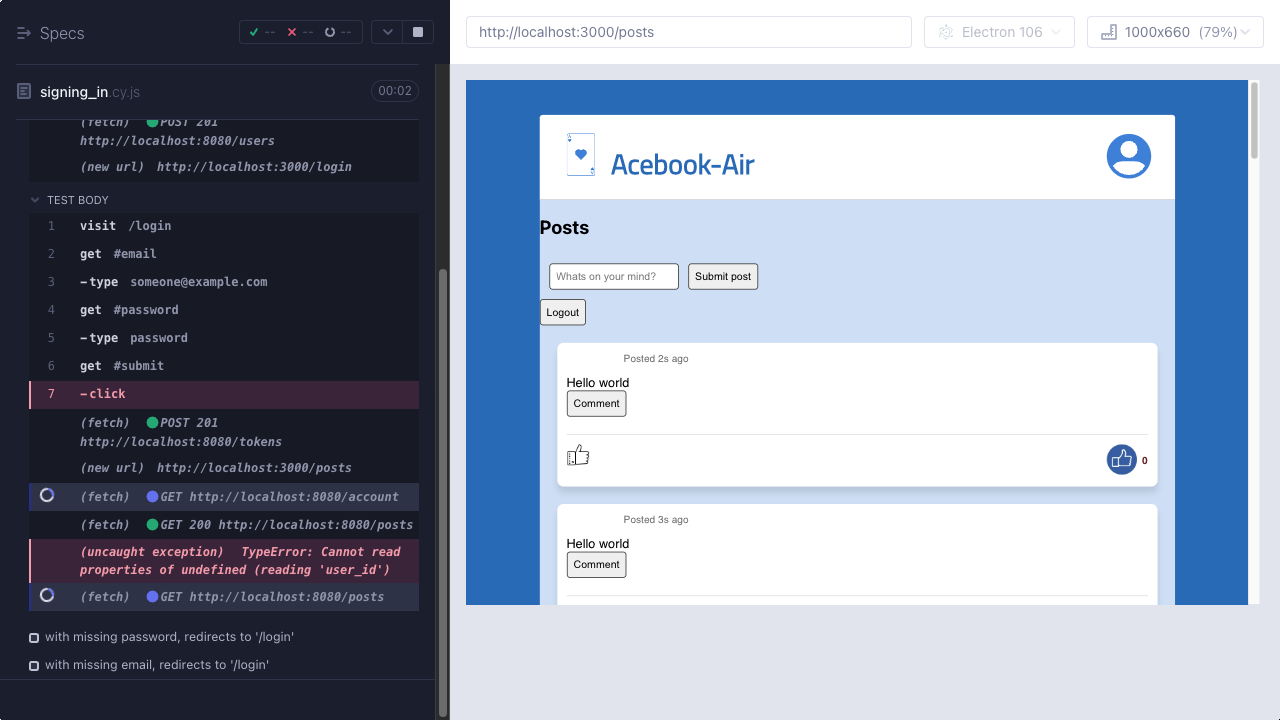 Specs
--
--
--
signing_in.cy.js
00:02
(fetch) POST 201
http://localhost:8080/users
(new url) http://localhost:3000/login
TEST BODY
1 visit /login
2 get #email
3 -type someone@example.com
4 get #password
5 -type password
6 get #submit
7 -click
(fetch) POST 201
http://localhost:8080/tokens
(new url) http://localhost:3000/posts
(fetch) GET http://localhost:8080/account
(fetch) GET 200 http://localhost:8080/posts
(uncaught exception) TypeError: Cannot read
properties of undefined (reading 'user_id')
(fetch) GET http://localhost:8080/posts
with missing password, redirects to '/login'
with missing email, redirects to '/login'
http://localhost:3000/posts
Electron 106
1000x660 (79%)
Acebook-Air
Posts
Whats on your mind?
Submit post
Logout
Posted 2s ago
Hello world
Comment
0
Posted 3s ago
Hello world
Comment